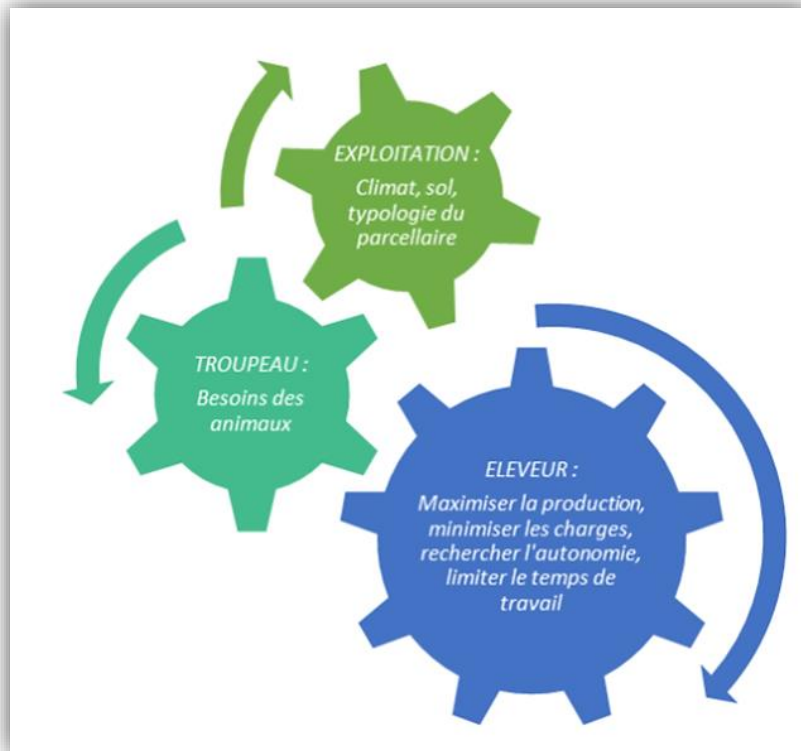 EXPLOITATION :
Climat, sol,
typologie du
parcellaire
TROUPEAU :
Besoins des
animaux
ELEVEUR :
Maximiser la production,
minimiser les charges,
rechercher l'autonomie,
limiter le temps de
travail